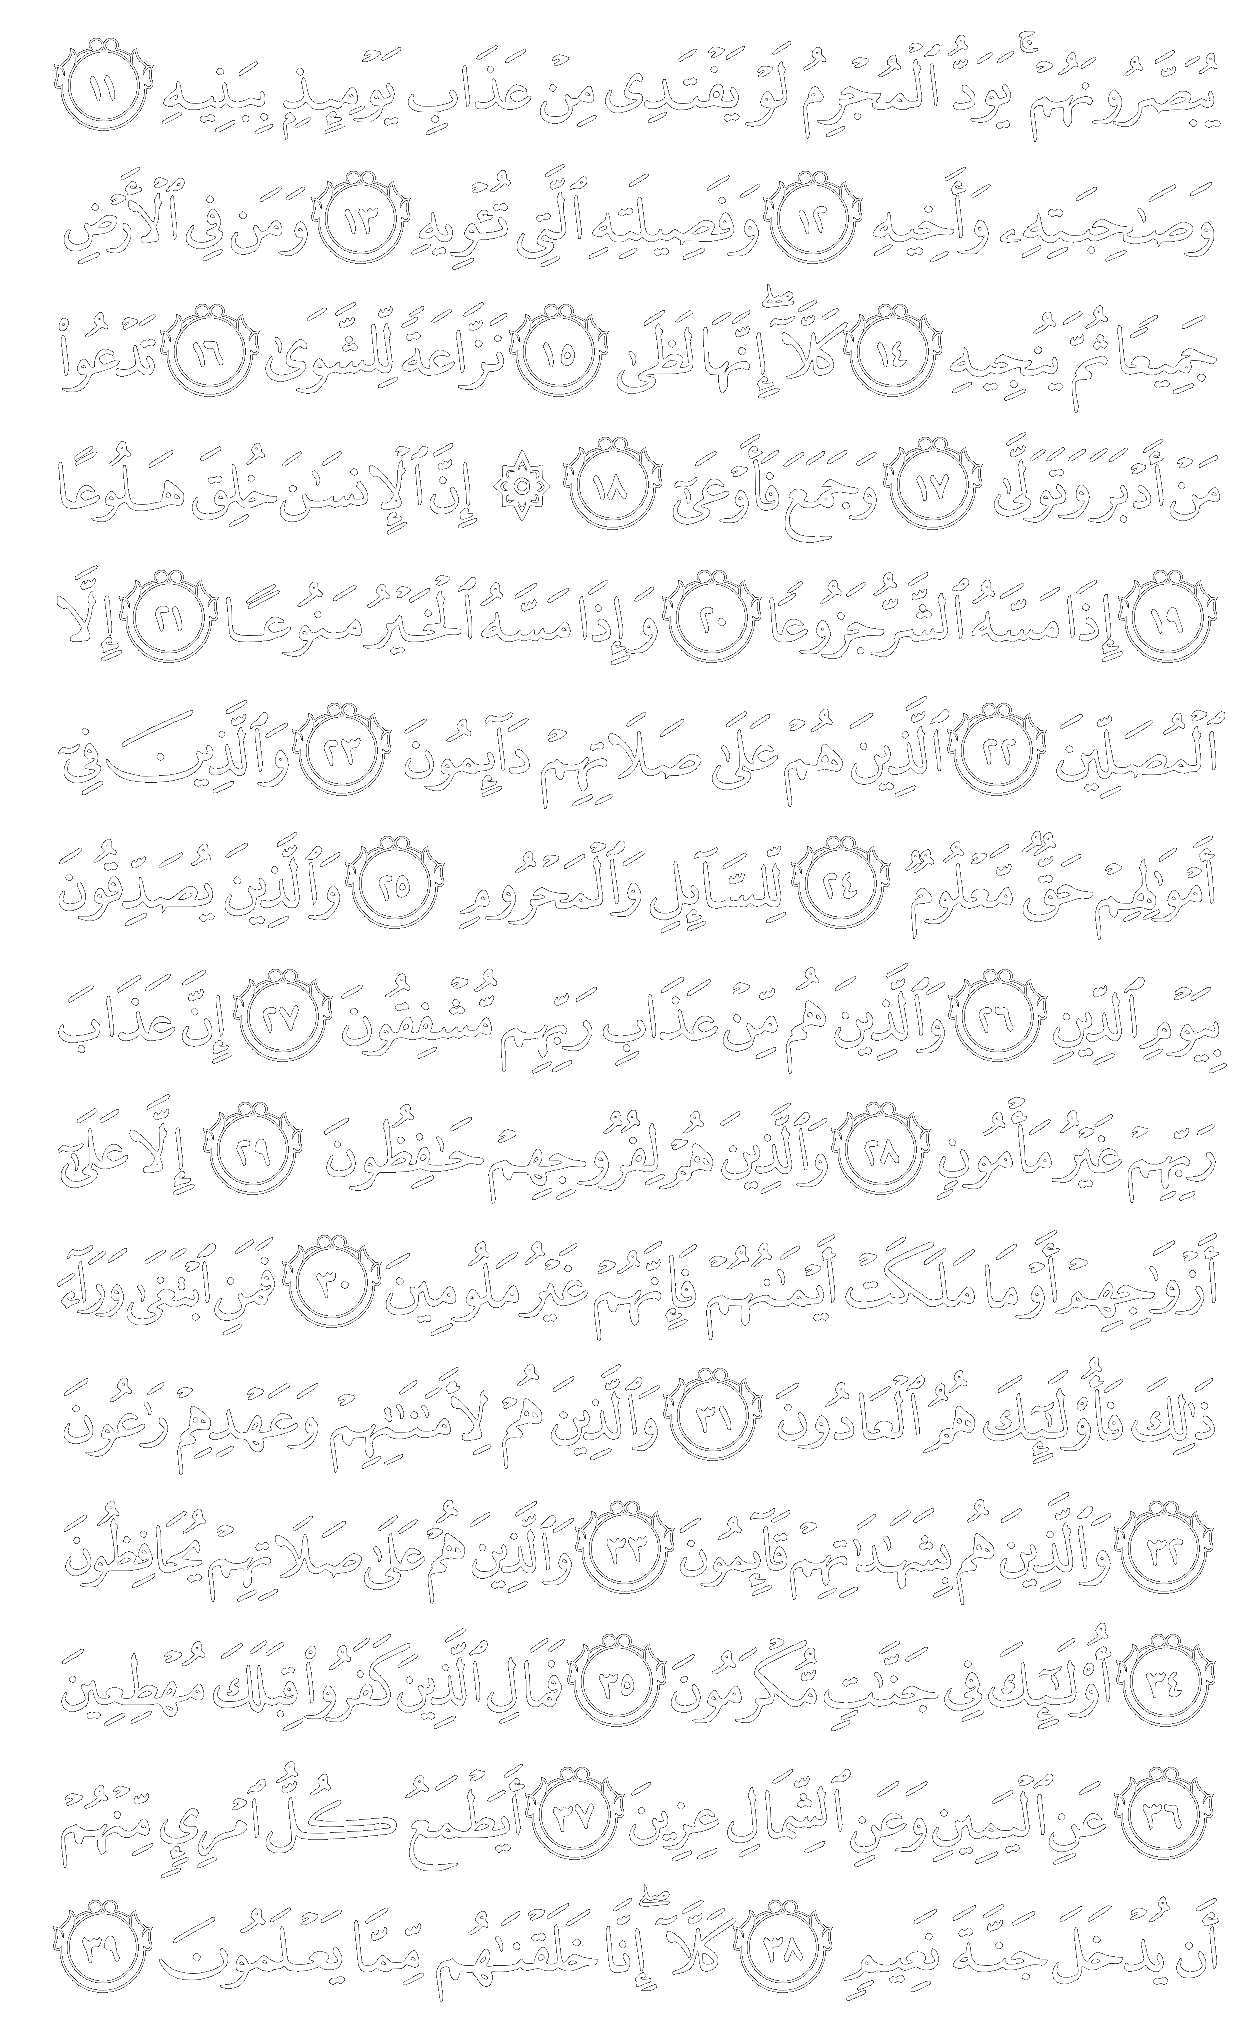 يُبَصَّرُونَهُمْ ۚ يَوَدُّ ٱلْمُجْرِمُ لَوْ يَفْتَدِى مِنْ عَذَابِ يَوْمِئِذٍۭ بِبَنِيهِ ١١
وَصَـٰحِبَتِهِۦ وَأَخِيهِ ١٢ وَفَصِيلَتِهِ ٱلَّتِى تُـْٔوِيهِ ١٣ وَمَن فِى ٱلْأَرْضِ
جَمِيعًا ثُمَّ يُنجِيهِ ١٤ كَلَّآ ۖ إِنَّهَا لَظَىٰ ١٥ نَزَّاعَةً لِّلشَّوَىٰ ١٦ تَدْعُوا۟
مَنْ أَدْبَرَ وَتَوَلَّىٰ ١٧ وَجَمَعَ فَأَوْعَىٰٓ ١٨ ۞ إِنَّ ٱلْإِنسَـٰنَ خُلِقَ هَلُوعًا
١٩ إِذَا مَسَّهُ ٱلشَّرُّ جَزُوعًا ٢٠ وَإِذَا مَسَّهُ ٱلْخَيْرُ مَنُوعًا ٢١ إِلَّا
ٱلْمُصَلِّينَ ٢٢ ٱلَّذِينَ هُمْ عَلَىٰ صَلَاتِهِمْ دَآئِمُونَ ٢٣ وَٱلَّذِينَ فِىٓ
أَمْوَٰلِهِمْ حَقٌّ مَّعْلُومٌ ٢٤ لِّلسَّآئِلِ وَٱلْمَحْرُومِ ٢٥ وَٱلَّذِينَ يُصَدِّقُونَ
بِيَوْمِ ٱلدِّينِ ٢٦ وَٱلَّذِينَ هُم مِّنْ عَذَابِ رَبِّهِم مُّشْفِقُونَ ٢٧ إِنَّ عَذَابَ
رَبِّهِمْ غَيْرُ مَأْمُونٍ ٢٨ وَٱلَّذِينَ هُمْ لِفُرُوجِهِمْ حَـٰفِظُونَ ٢٩ إِلَّا عَلَىٰٓ
أَزْوَٰجِهِمْ أَوْ مَا مَلَكَتْ أَيْمَـٰنُهُمْ فَإِنَّهُمْ غَيْرُ مَلُومِينَ ٣٠ فَمَنِ ٱبْتَغَىٰ وَرَآءَ
ذَٰلِكَ فَأُو۟لَـٰٓئِكَ هُمُ ٱلْعَادُونَ ٣١ وَٱلَّذِينَ هُمْ لِأَمَـٰنَـٰتِهِمْ وَعَهْدِهِمْ رَٰعُونَ
٣٢ وَٱلَّذِينَ هُم بِشَهَـٰدَٰتِهِمْ قَآئِمُونَ ٣٣ وَٱلَّذِينَ هُمْ عَلَىٰ صَلَاتِهِمْ يُحَافِظُونَ
٣٤ أُو۟لَـٰٓئِكَ فِى جَنَّـٰتٍ مُّكْرَمُونَ ٣٥ فَمَالِ ٱلَّذِينَ كَفَرُوا۟ قِبَلَكَ مُهْطِعِينَ
٣٦ عَنِ ٱلْيَمِينِ وَعَنِ ٱلشِّمَالِ عِزِينَ ٣٧ أَيَطْمَعُ كُلُّ ٱمْرِئٍ مِّنْهُمْ
أَن يُدْخَلَ جَنَّةَ نَعِيمٍ ٣٨ كَلَّآ ۖ إِنَّا خَلَقْنَـٰهُم مِّمَّا يَعْلَمُونَ ٣٩